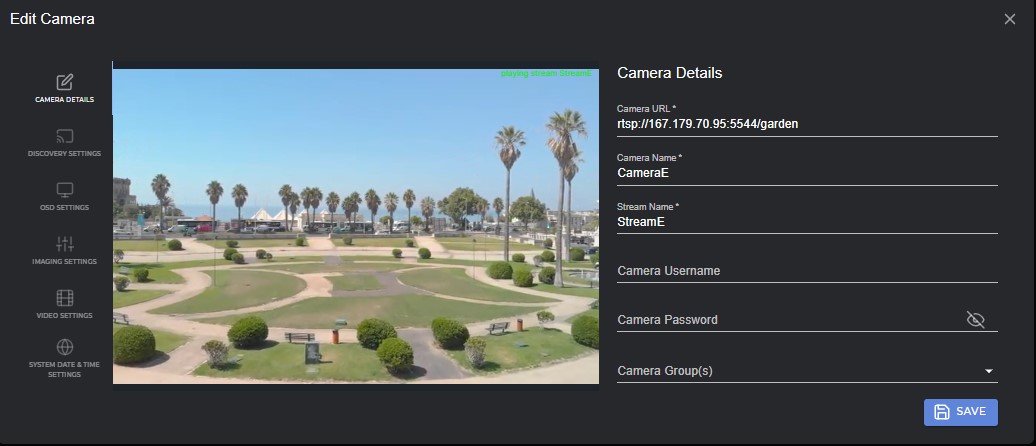 Edit Camera
CAMERA DETAILS
DISCOVERY SETTINGS
OSD SETTINGS
IMAGING SETTINGS
VIDEO SETTINGS
SYSTEM DATE & TIME
SETTINGS
playing stream StreamE
Camera Details
Camera URL *
rtsp://167.179.70.95:5544/garden
Camera Name *
CameraE
Stream Name *
StreamE
Camera Username
Camera Password
Camera Group(s)
SAVE